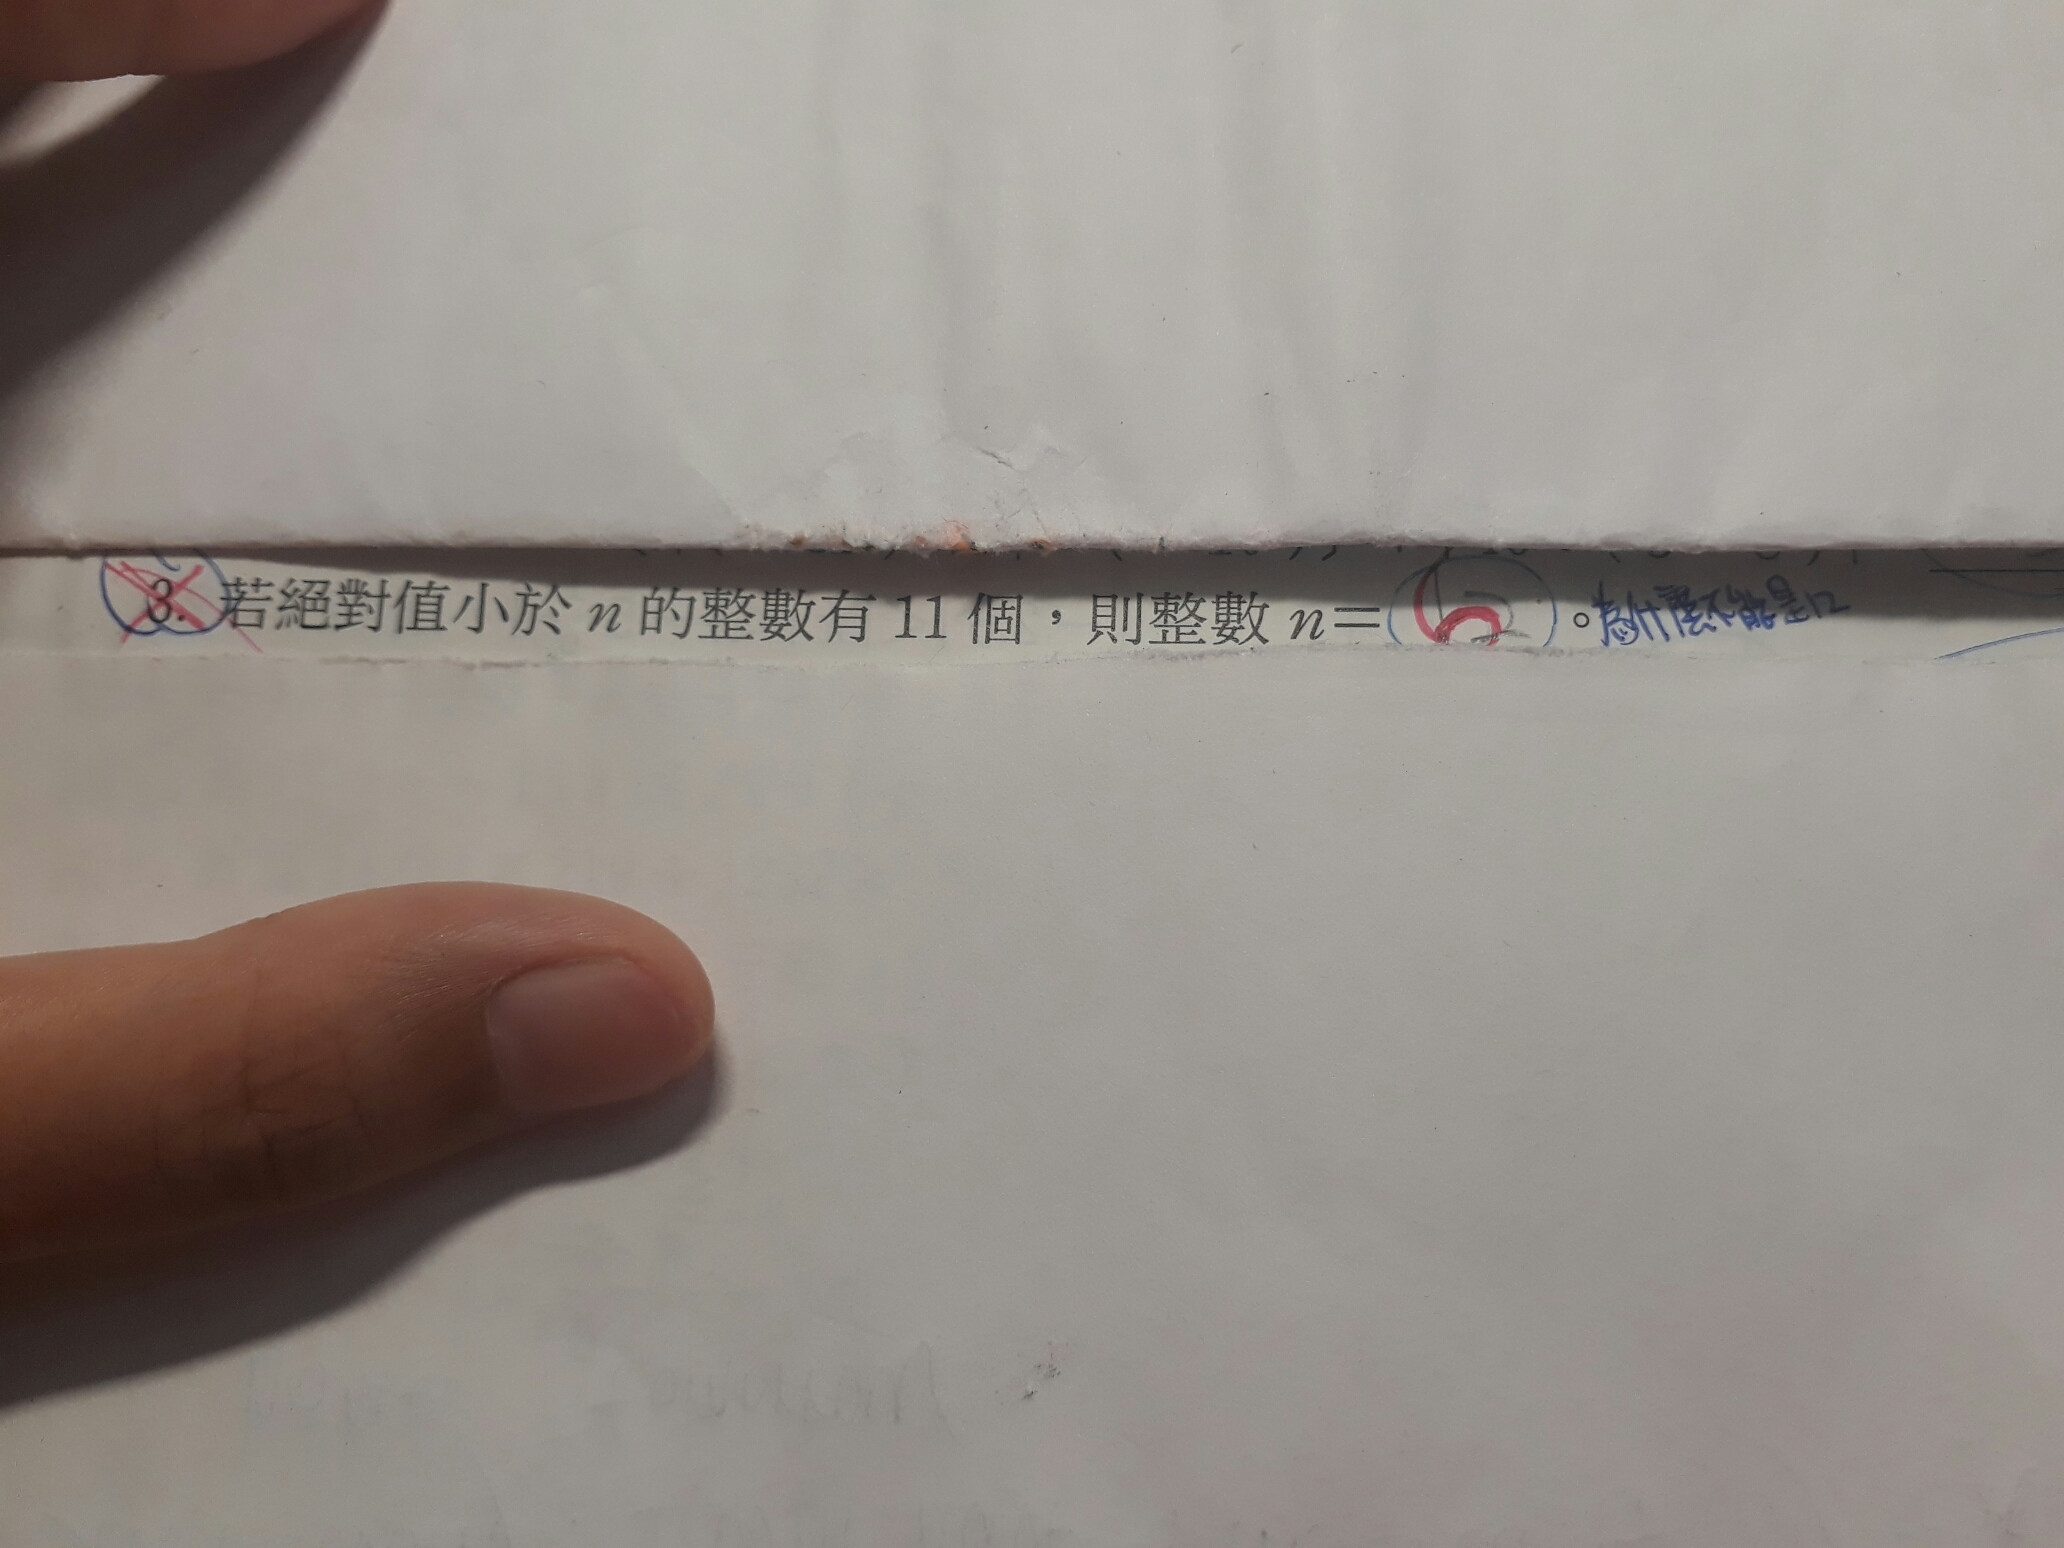 3. 若絕對值小於 n 的整數有 11 個，則整數 n＝ 6 。為什麼不能是12